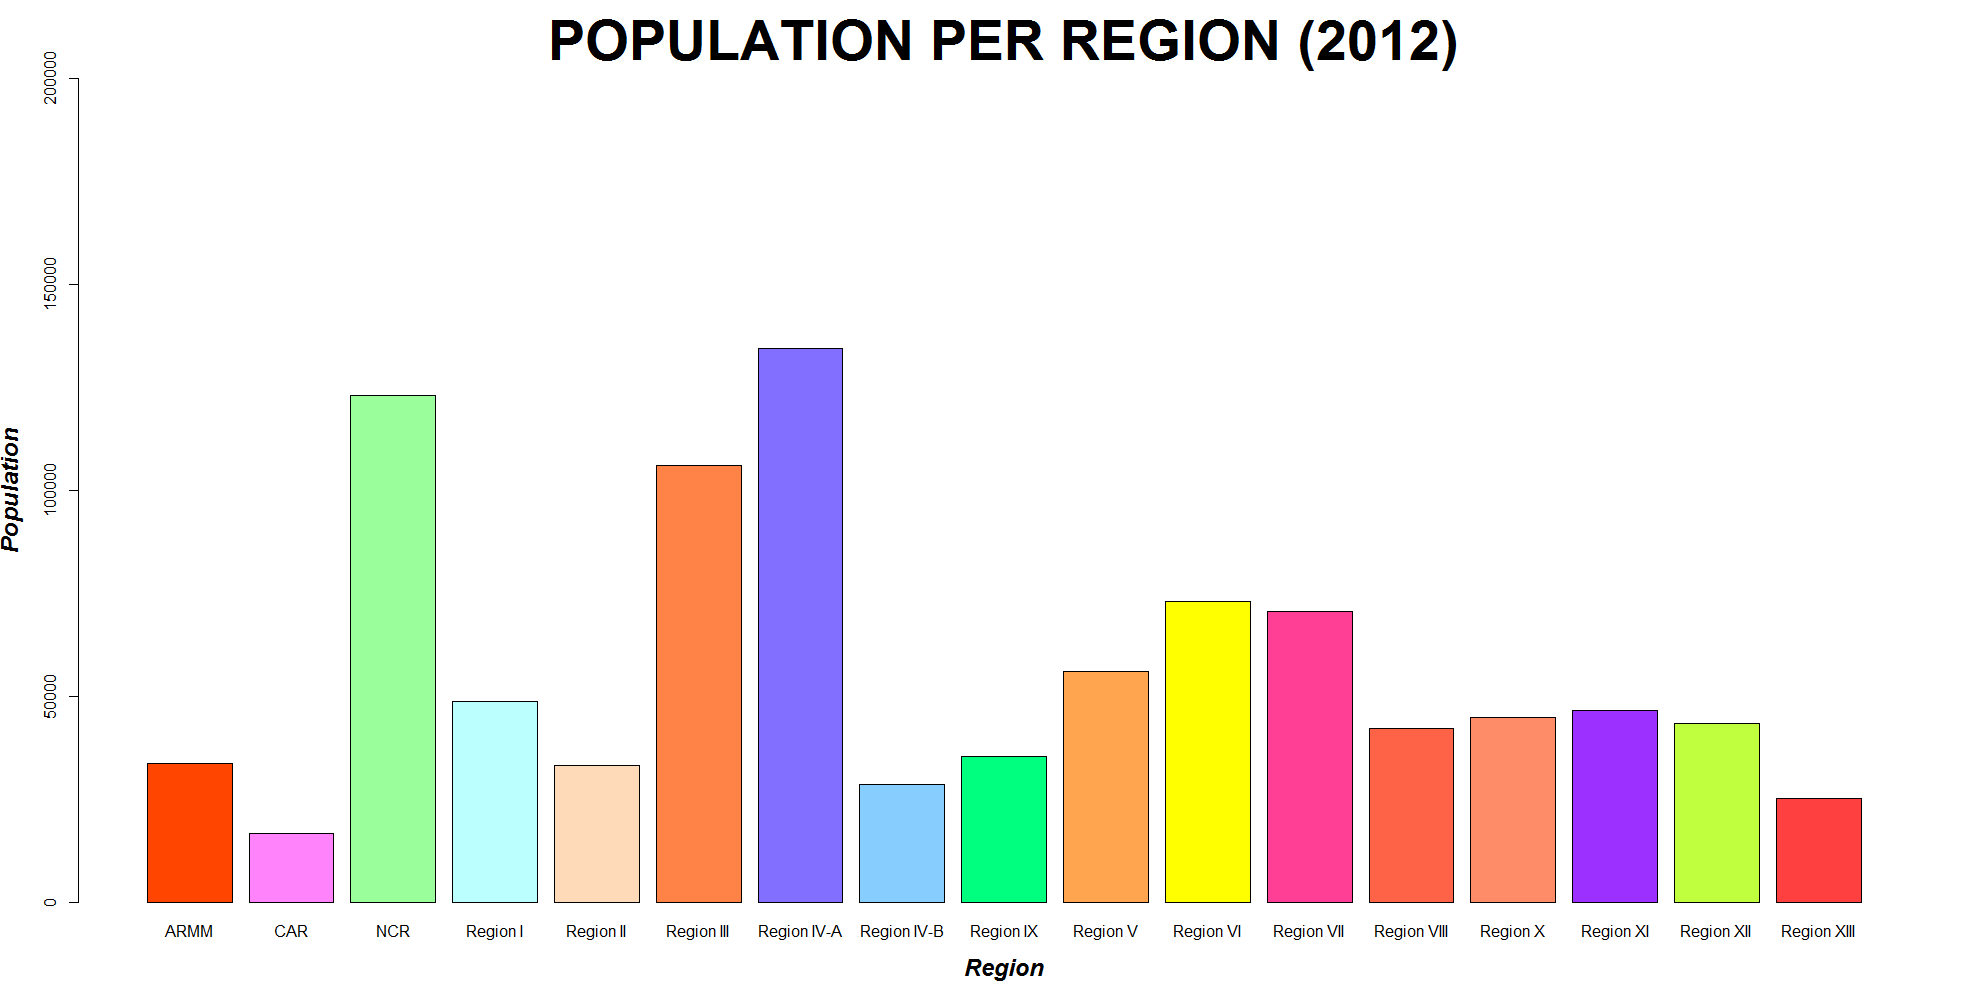 POPULATION PER REGION (2012)
200000
150000
100000
50000
0
Population
ARMM CAR NCR Region I Region II Region III Region IV-A Region IV-B Region IX Region V Region VI Region VII Region VIII Region X Region XI Region XII Region XIII
Region